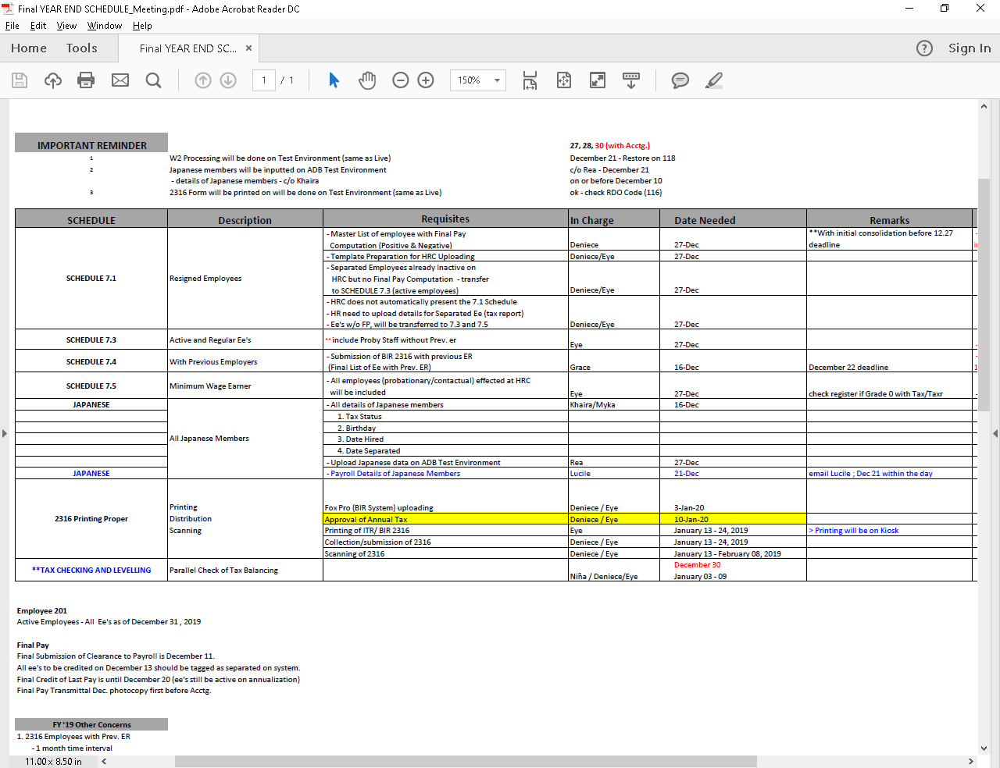 Final YEAR END SCHEDULE_Meeting.pdf - Adobe Acrobat Reader DC
File Edit View Window Help
Home Tools Final YEAR END SC... × ? Sign In
1 / 1 150%
IMPORTANT REMINDER 27, 28, 30 (with Acctg.)
1 W2 Processing will be done on Test Environment (same as Live) December 21 - Restore on 118
2 Japanese members will be inputted on ADB Test Environment c/o Rea - December 21
- details of Japanese members - c/o Khaira on or before December 10
3 2316 Form will be printed on will be done on Test Environment (same as Live) ok - check RDO Code (116)
SCHEDULE Description Requisites In Charge Date Needed Remarks
- Master List of employee with Final Pay **With initial consolidation before 12.27 -
Computation (Positive & Negative) Deniece 27-Dec deadline
- Template Preparation for HRC Uploading Deniece/Eye 27-Dec
- Separated Employees already Inactive on
SCHEDULE 7.1 Resigned Employees HRC but no Final Pay Computation - transfer
to SCHEDULE 7.3 (active employees) Deniece/Eye 27-Dec
- HRC does not automatically present the 7.1 Schedule
- HR need to upload details for Separated Ee (tax report)
- Ee's w/o FP, will be transferred to 7.3 and 7.5 Deniece/Eye 27-Dec
SCHEDULE 7.3 Active and Regular Ee's **include Proby Staff without Prev. er Eye 27-Dec -
SCHEDULE 7.4 With Previous Employers - Submission of BIR 2316 with previous ER -
(Final List of Ee with Prev. ER) Grace 16-Dec December 22 deadline 1
SCHEDULE 7.5 Minimum Wage Earner - All employees (probationary/contactual) effected at HRC
will be included Eye 27-Dec check register if Grade 0 with Tax/Taxr -
JAPANESE - All details of Japanese members Khaira/Myka 16-Dec
1. Tax Status
2. Birthday
All Japanese Members 3. Date Hired
4. Date Separated
- Upload Japanese data on ADB Test Environment Rea 27-Dec
JAPANESE - Payroll Details of Japanese Members Lucile 21-Dec email Lucile ; Dec 21 within the day
Printing Fox Pro (BIR System) uploading Deniece / Eye 3-Jan-20
2316 Printing Proper Distribution Approval of Annual Tax Deniece / Eye 10-Jan-20
Scanning Printing of ITR/ BIR 2316 Eye January 13 - 24, 2019 > Printing will be on Kiosk
Collection/submission of 2316 Deniece / Eye January 13 - 24, 2019
Scanning of 2316 Deniece / Eye January 13 - February 08, 2019
**TAX CHECKING AND LEVELLING Parallel Check of Tax Balancing December 30
Niña / Deniece/Eye January 03 - 09
Employee 201
Active Employees - All Ee's as of December 31 , 2019
Final Pay
Final Submission of Clearance to Payroll is December 11.
All ee's to be credited on December 13 should be tagged as separated on system.
Final Credit of Last Pay is until December 20 (ee's still be active on annualization)
Final Pay Transmittal Dec. photocopy first before Acctg.
FY '19 Other Concerns
1. 2316 Employees with Prev. ER
- 1 month time interval
11.00 x 8.50 in